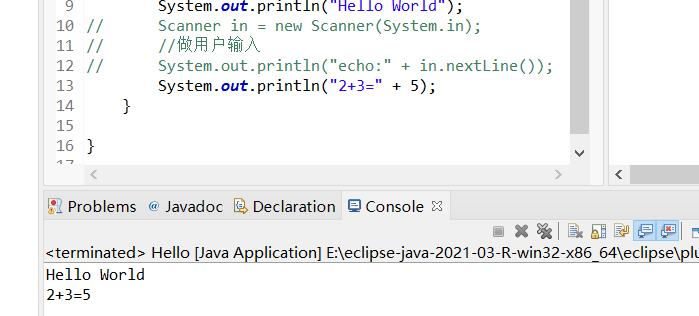 9 System.out.println("Hello World");
10 // Scanner in = new Scanner(System.in);
11 // //做用户输入
12 // System.out.println("echo:" + in.nextLine());
13 System.out.println("2+3=" + 5);
14 }
15
16 }
17
Problems @ Javadoc Declaration Console
<terminated> Hello [Java Application] E:\eclipse-java-2021-03-R-win32-x86_64\eclipse\plu
Hello World
2+3=5